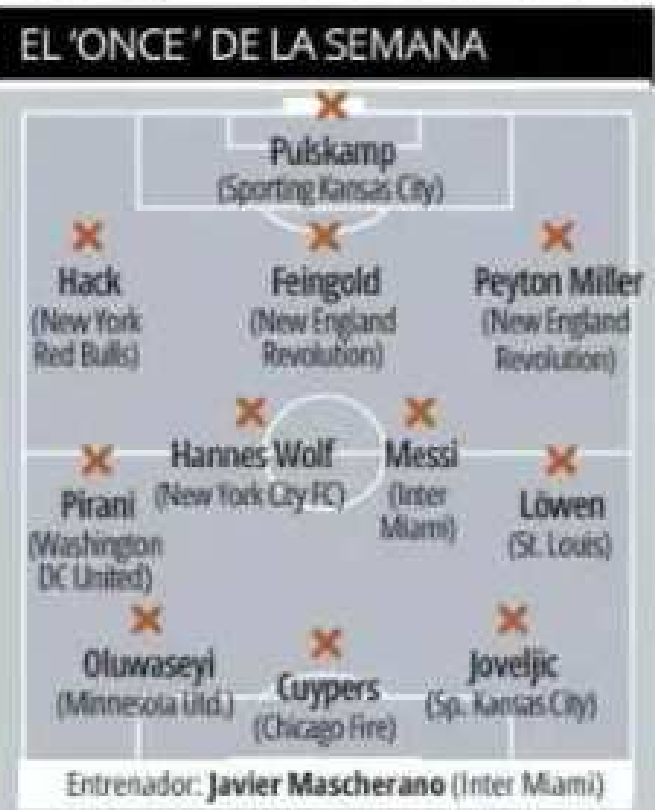 EL 'ONCE' DE LA SEMANA
Pulskamp
(Sporting Kansas City)
Hack
(New York
Red Bulls)
Feingold
(New England
Revolution)
Peyton Miller
(New England
Revolution)
Hannes Wolf
(New York City FC)
Messi
(Inter
Miami)
Pirani
(Washington
DC United)
Löwen
(St. Louis)
Oluwaseyi
(Minnesota Utd.)
Cuypers
(Chicago Fire)
Joveljic
(Sp. Kansas City)
Entrenador: Javier Mascherano (Inter Miami)